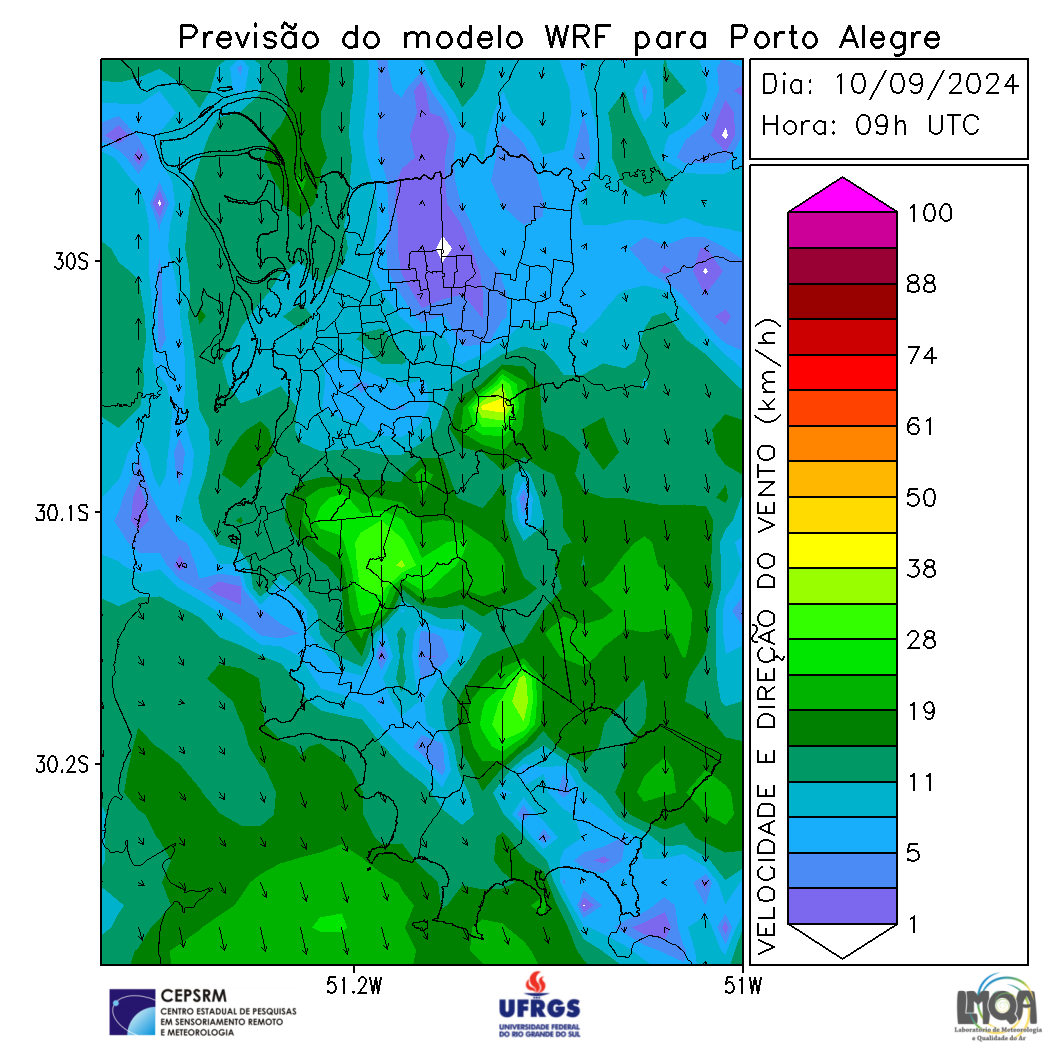 Previsão do modelo WRF para Porto Alegre
Dia: 10/09/2024
Hora: 09h UTC
30S
30.1S
30.2S
51.2W
51W
VELOCIDADE E DIREÇÃO DO VENTO (km/h)
100
88
74
61
50
38
28
19
11
5
1
CEPSRM
CENTRO ESTADUAL DE PESQUISAS
EM SENSORIAMENTO REMOTO
E METEOROLOGIA
UFRGS
UNIVERSIDADE FEDERAL
DO RIO GRANDE DO SUL
LMQA
Laboratório de Meteorologia
e Qualidade do Ar